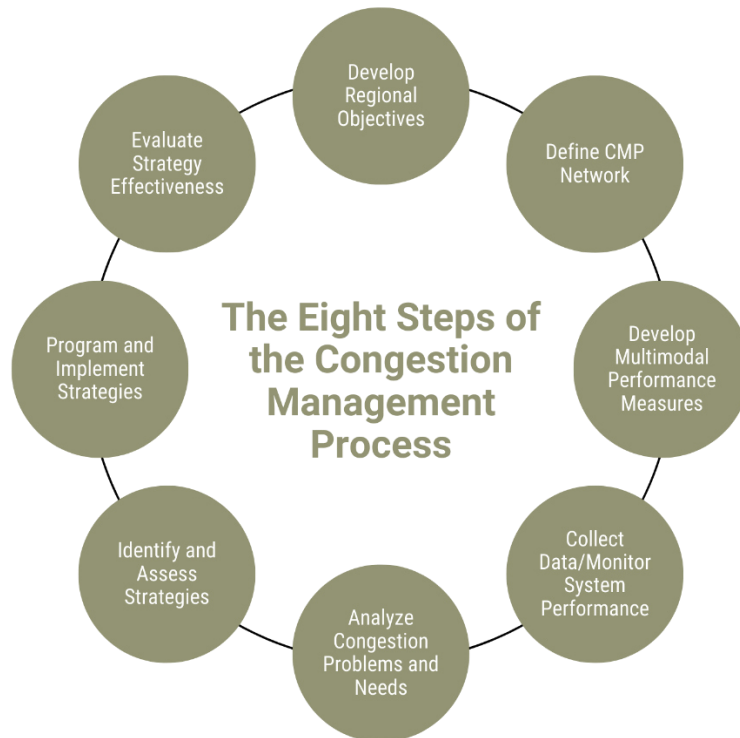 Develop
Regional
Objectives
Define CMP
Network
Develop
Multimodal
Performance
Measures
Collect
Data/Monitor
System
Performance
Analyze
Congestion
Problems and
Needs
Identify and
Assess
Strategies
Program and
Implement
Strategies
Evaluate
Strategy
Effectiveness
The Eight Steps of
the Congestion
Management
Process